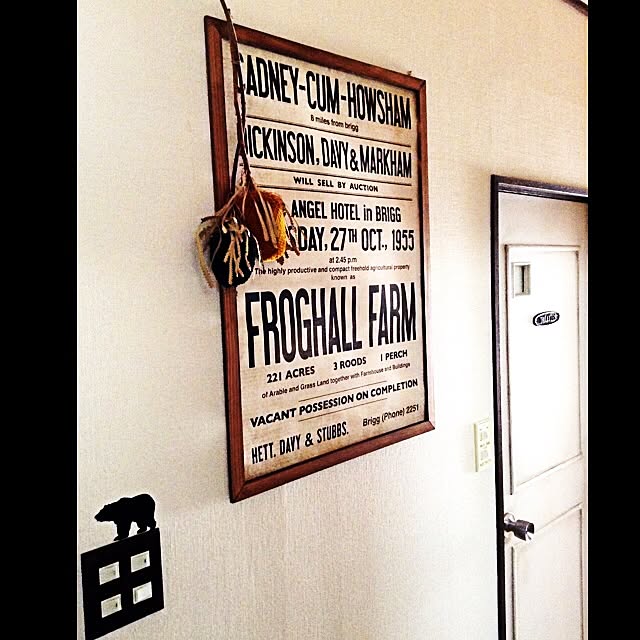 CADNEY-CUM-HOWSHAM
8 miles from brigg
DICKINSON, DAVY & MARKHAM
WILL SELL BY AUCTION
ANGEL HOTEL in BRIGG
SDAY, 27TH OCT., 1955
at 2.45 p.m
The highly productive and compact freehold agricultural property
known as
FROGHALL FARM
221 ACRES 3 ROODS 1 PERCH
of Arable and Grass Land together with Farmhouse and Buildings
VACANT POSSESSION ON COMPLETION
HETT. DAVY & STUBBS. Brigg (Phone) 2251